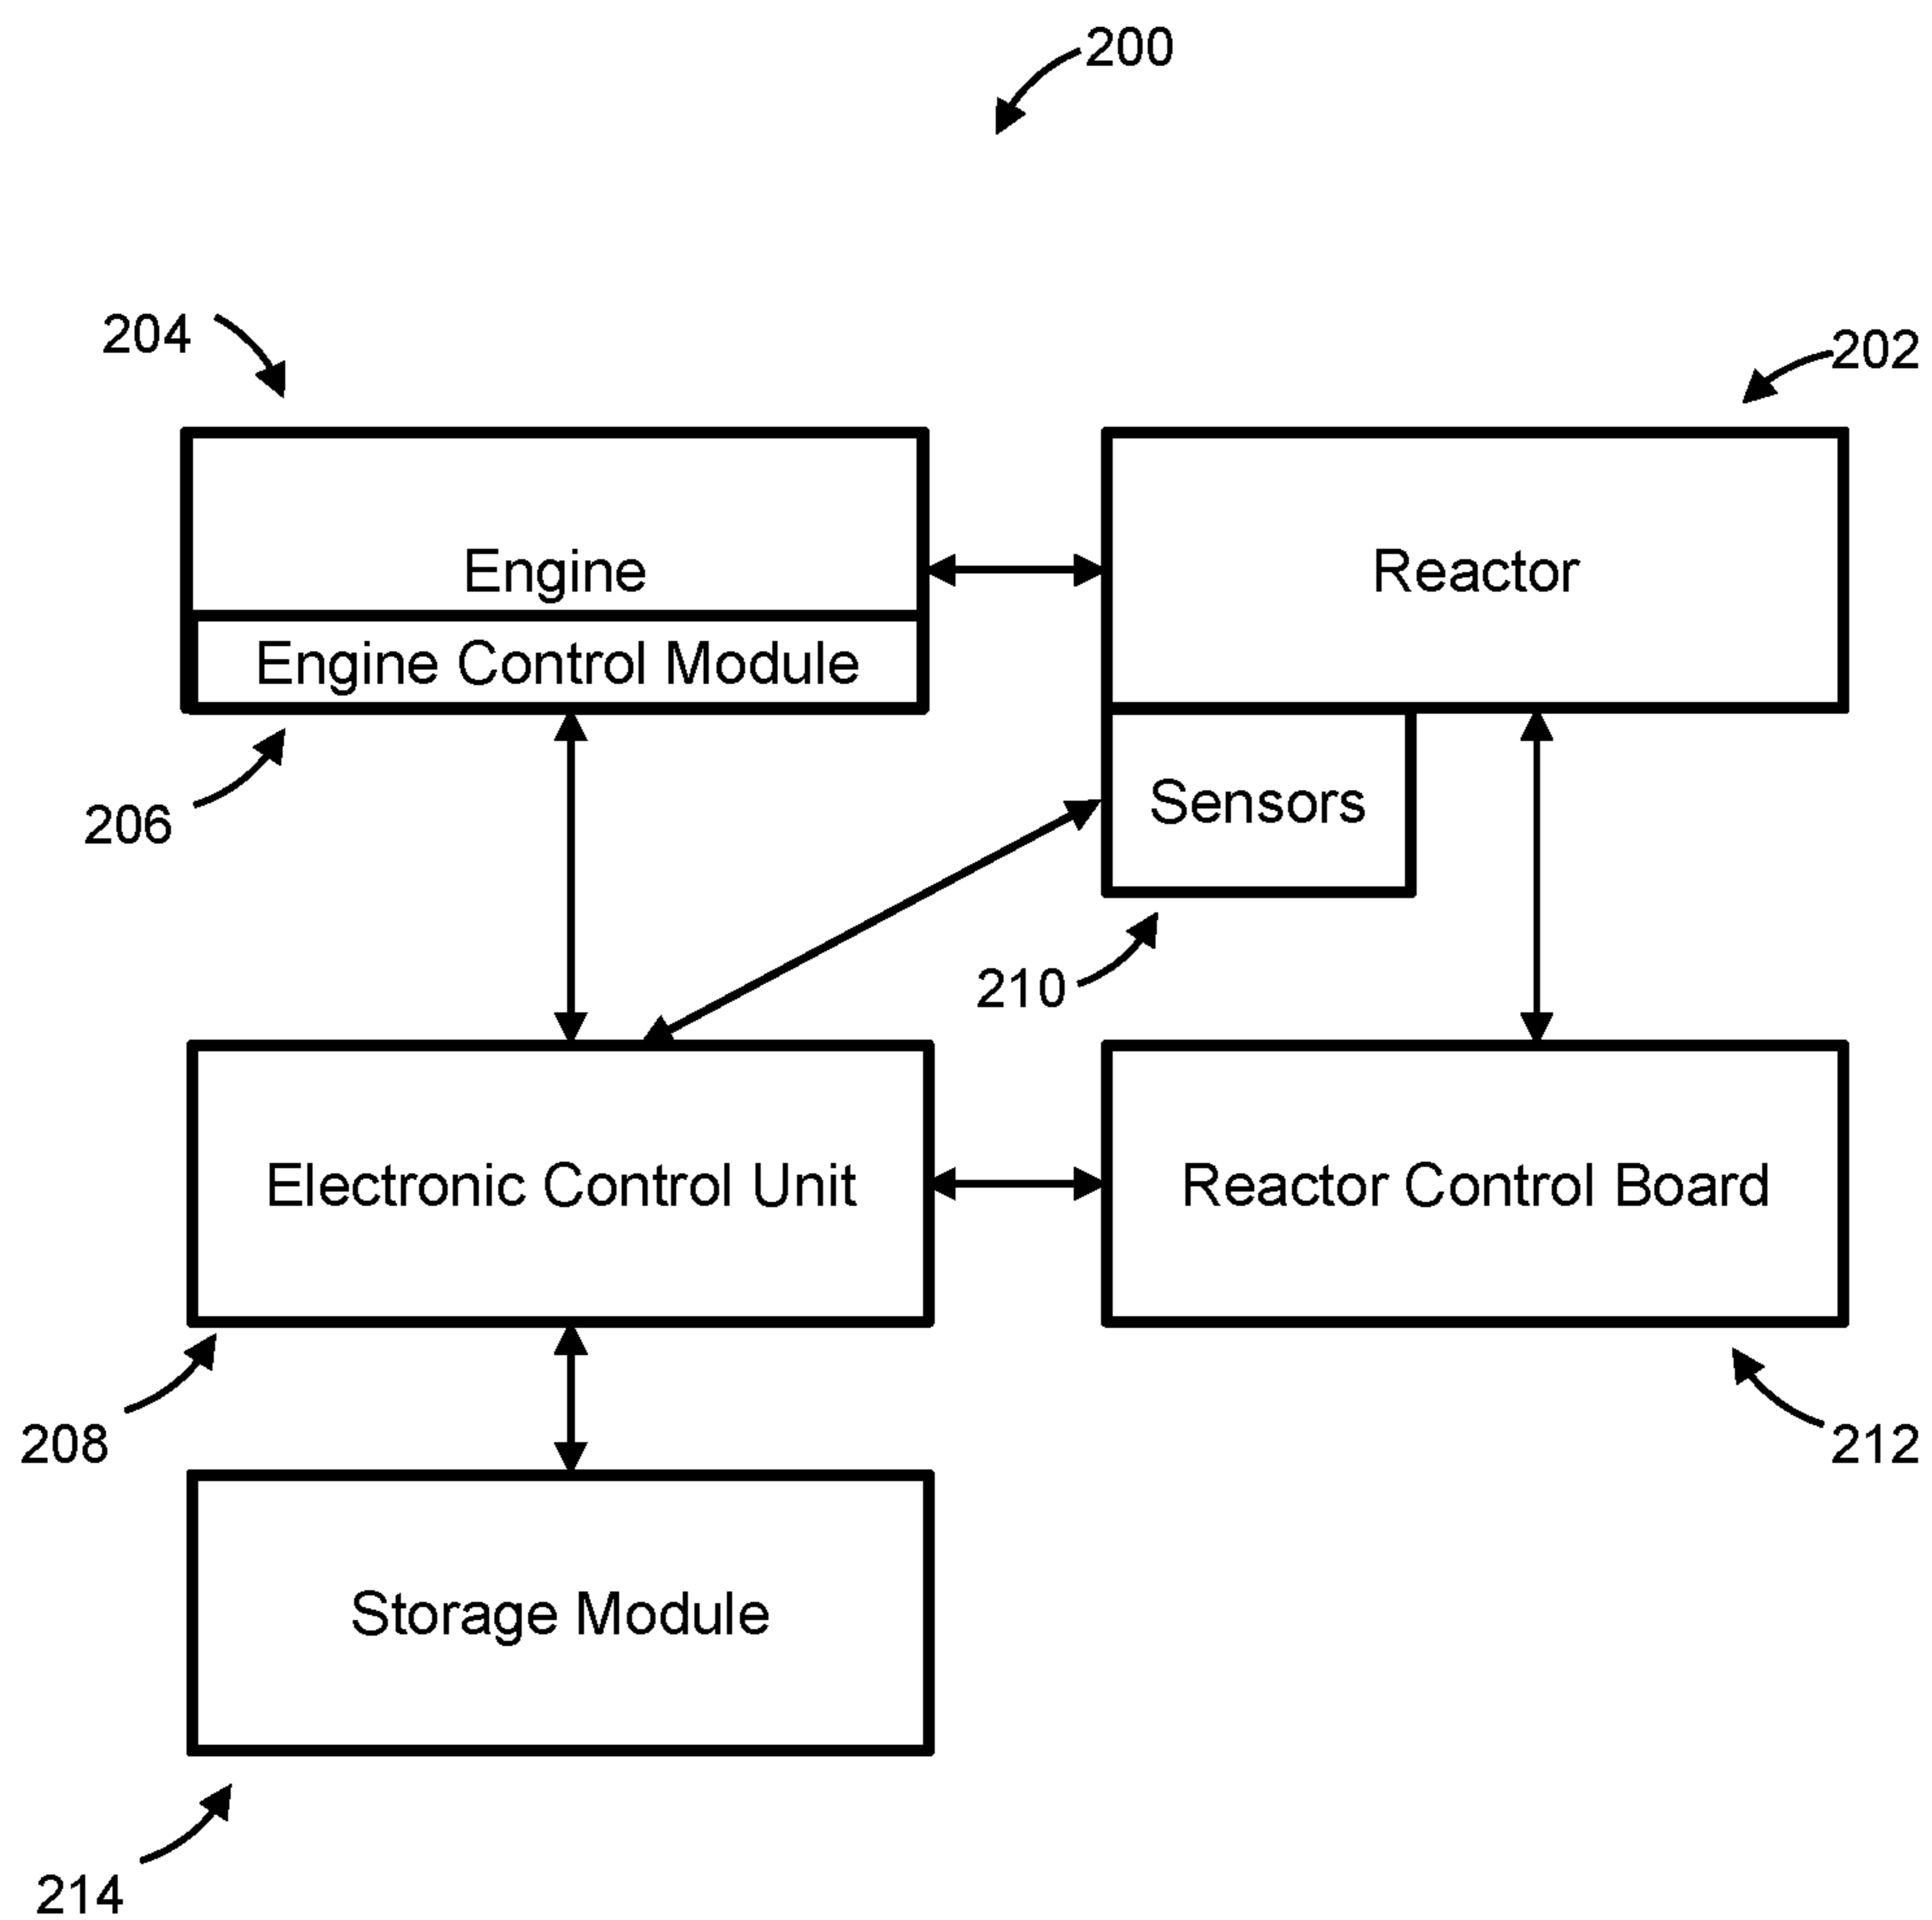 200
204
202
Engine
Reactor
Engine Control Module
206
Sensors
210
Electronic Control Unit
Reactor Control Board
208
212
Storage Module
214